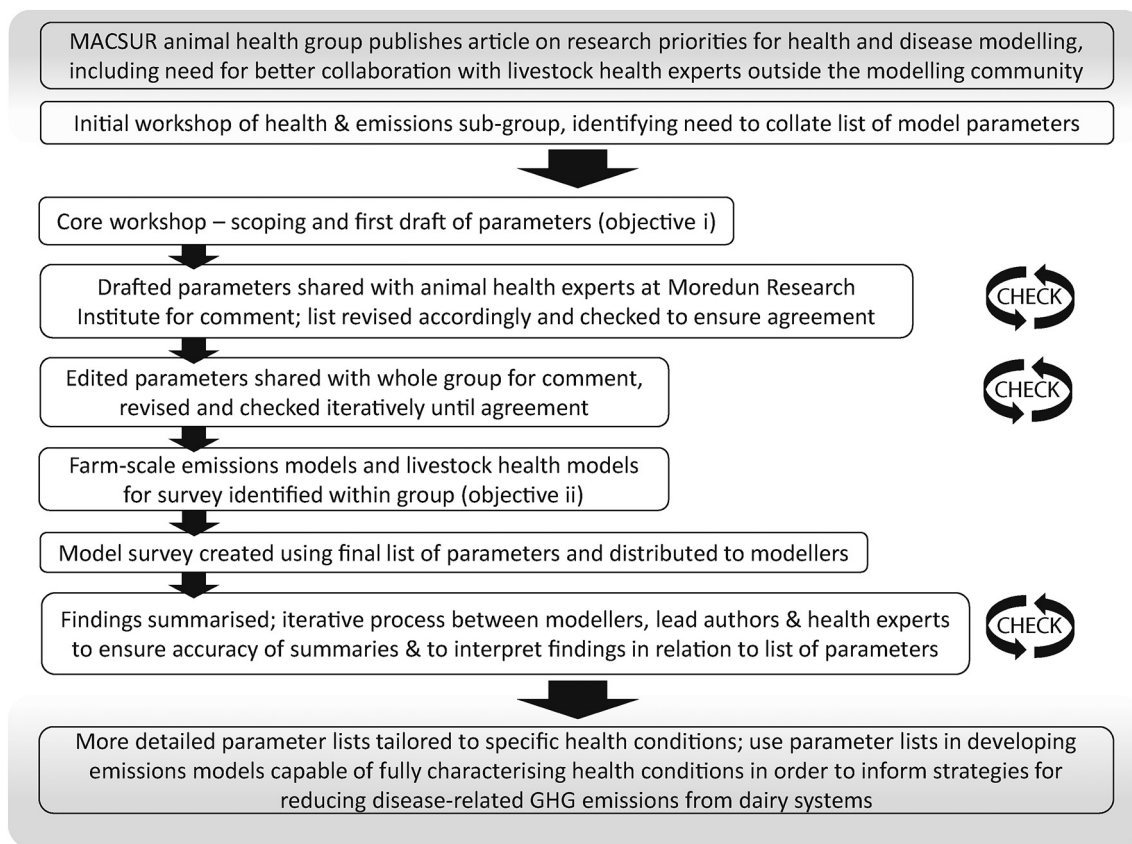 MACSUR animal health group publishes article on research priorities for health and disease modelling,
including need for better collaboration with livestock health experts outside the modelling community
Initial workshop of health & emissions sub-group, identifying need to collate list of model parameters
Core workshop – scoping and first draft of parameters (objective i)
Drafted parameters shared with animal health experts at Moredun Research
Institute for comment; list revised accordingly and checked to ensure agreement
CHECK
Edited parameters shared with whole group for comment,
revised and checked iteratively until agreement
CHECK
Farm-scale emissions models and livestock health models
for survey identified within group (objective ii)
Model survey created using final list of parameters and distributed to modellers
Findings summarised; iterative process between modellers, lead authors & health experts
to ensure accuracy of summaries & to interpret findings in relation to list of parameters
CHECK
More detailed parameter lists tailored to specific health conditions; use parameter lists in developing
emissions models capable of fully characterising health conditions in order to inform strategies for
reducing disease-related GHG emissions from dairy systems